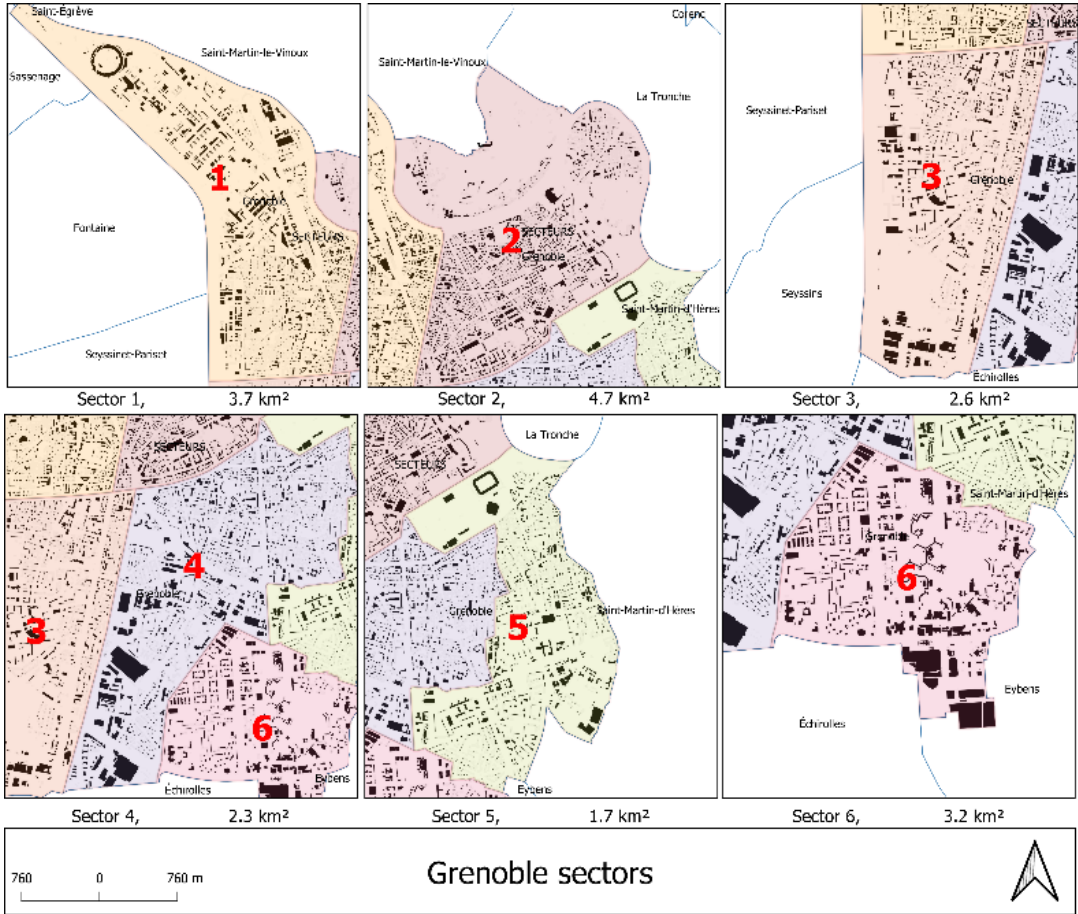 Saint-Égrève
Saint-Martin-le-Vinoux
Sassenage
1
Grenoble
SECTEURS
Fontaine
Seyssinet-Pariset
Sector 1, 3.7 km²
Corenc
Saint-Martin-le-Vinoux
La Tronche
2
SECTEURS
Grenoble
Saint-Martin-d'Hères
Sector 2, 4.7 km²
SECTEURS
Seyssinet-Pariset
3
Grenoble
Seyssins
Échirolles
Sector 3, 2.6 km²
SECTEURS
4
Grenoble
3
6
Eybens
Échirolles
Sector 4, 2.3 km²
La Tronche
SECTEURS
Grenoble
Saint-Martin-d'Hères
5
Eybens
Sector 5, 1.7 km²
Saint-Martin-d'Hères
Grenoble
6
Eybens
Échirolles
Sector 6, 3.2 km²
760 0 760 m
Grenoble sectors